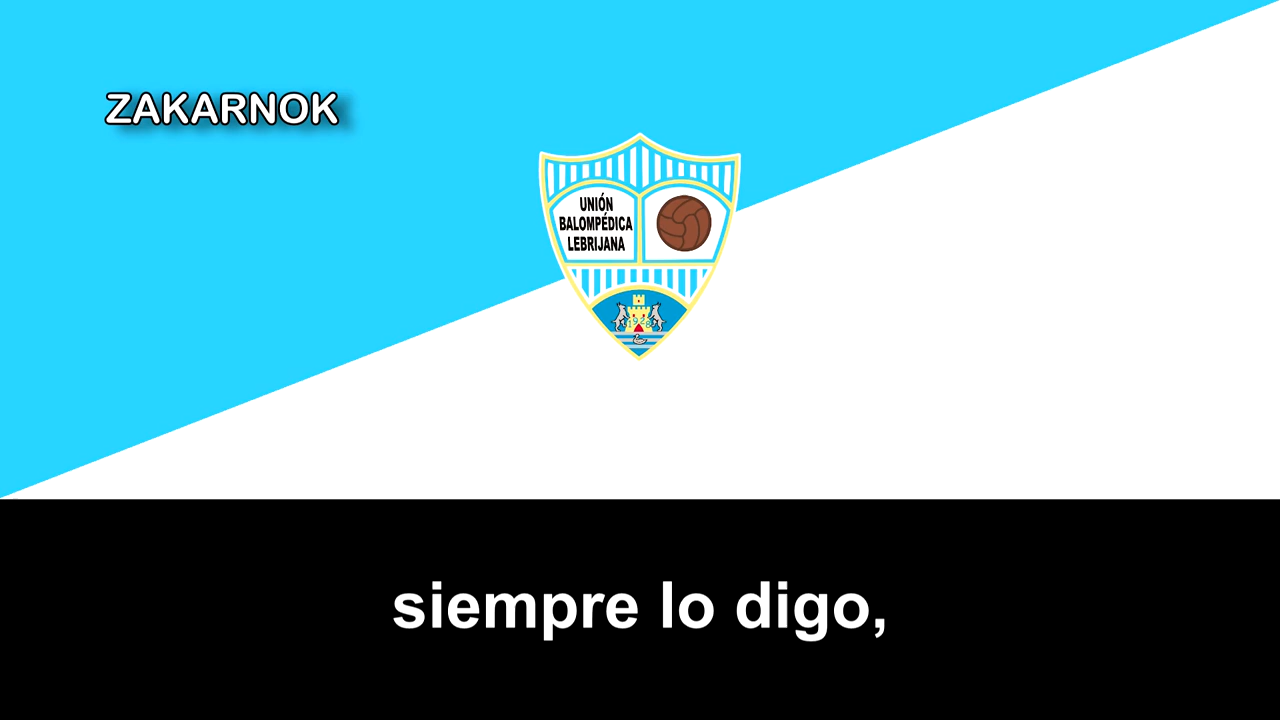 ZAKARNOK
UNIÓN
BALOMPÉDICA
LEBRIJANA
siempre lo digo,